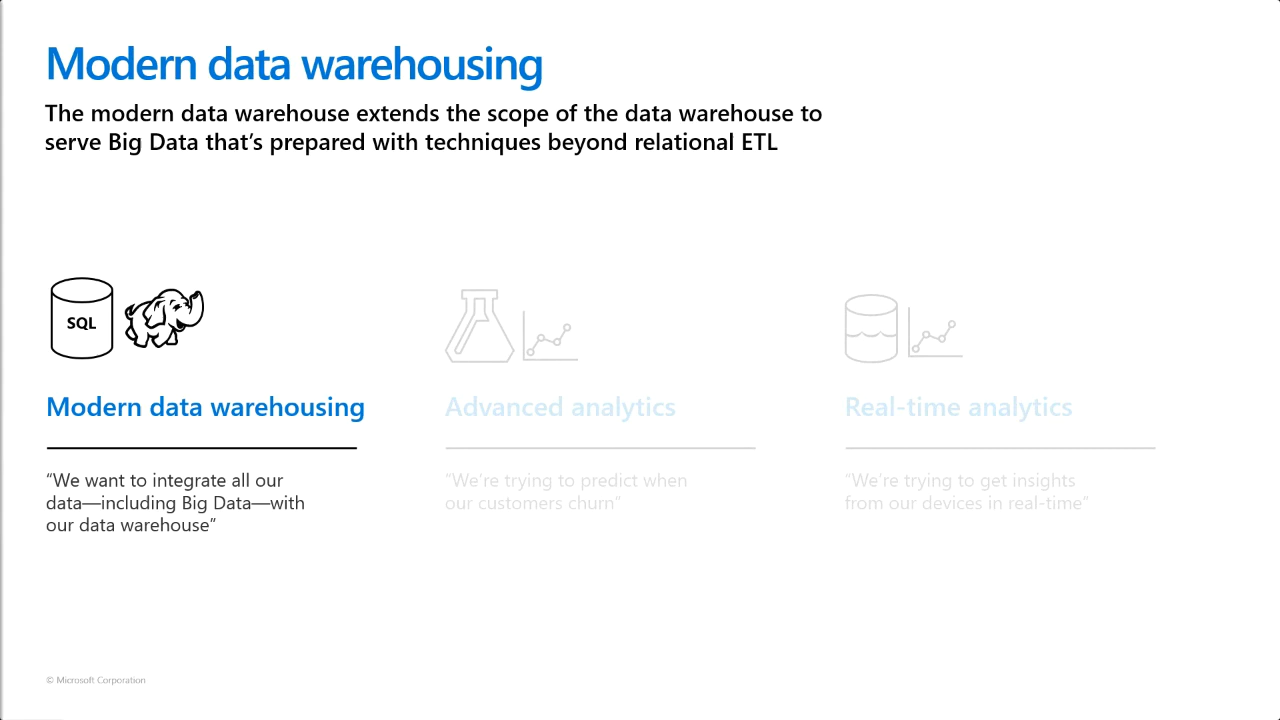 Modern data warehousing
The modern data warehouse extends the scope of the data warehouse to
serve Big Data that’s prepared with techniques beyond relational ETL
SQL
Modern data warehousing
“We want to integrate all our
data—including Big Data—with
our data warehouse”
Advanced analytics
“We’re trying to predict when
our customers churn”
Real-time analytics
“We’re trying to get insights
from our devices in real-time”
© Microsoft Corporation